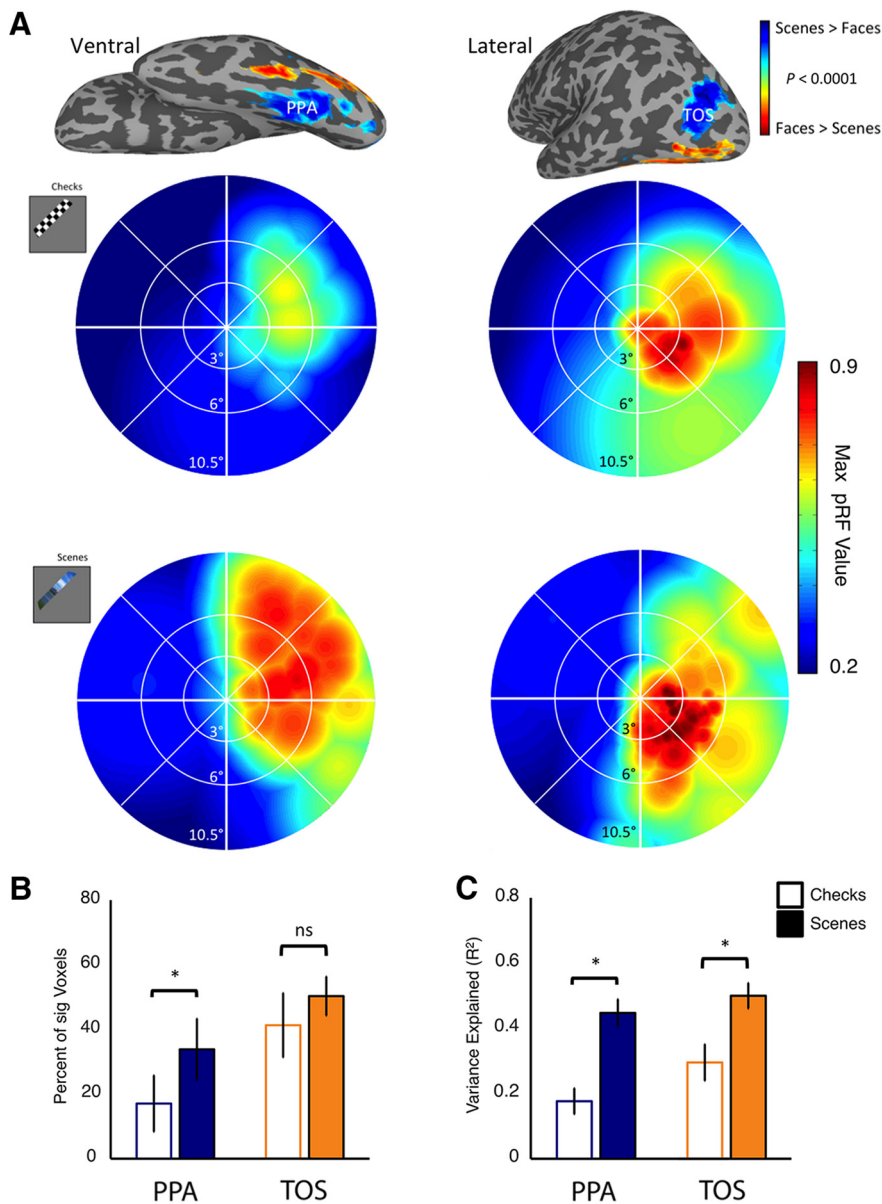 A
Ventral
Lateral
Scenes > Faces
P < 0.0001
Faces > Scenes
PPA
TOS
Checks
3°
6°
10.5°
3°
6°
10.5°
0.9
Max pRF Value
0.2
Scenes
3°
6°
10.5°
3°
6°
10.5°
B
80
60
40
20
0
Percent of sig Voxels
*
ns
PPA
TOS
C
0.8
0.6
0.4
0.2
0
Variance Explained (R²)
*
*
PPA
TOS
Checks
Scenes